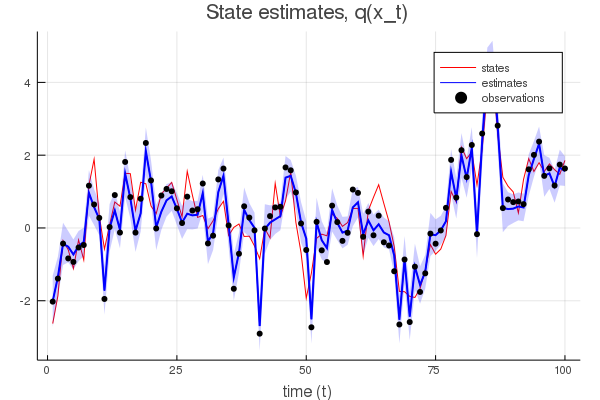 State estimates, q(x_t)
states
estimates
observations
4
2
0
-2
0
25
50
75
100
time (t)